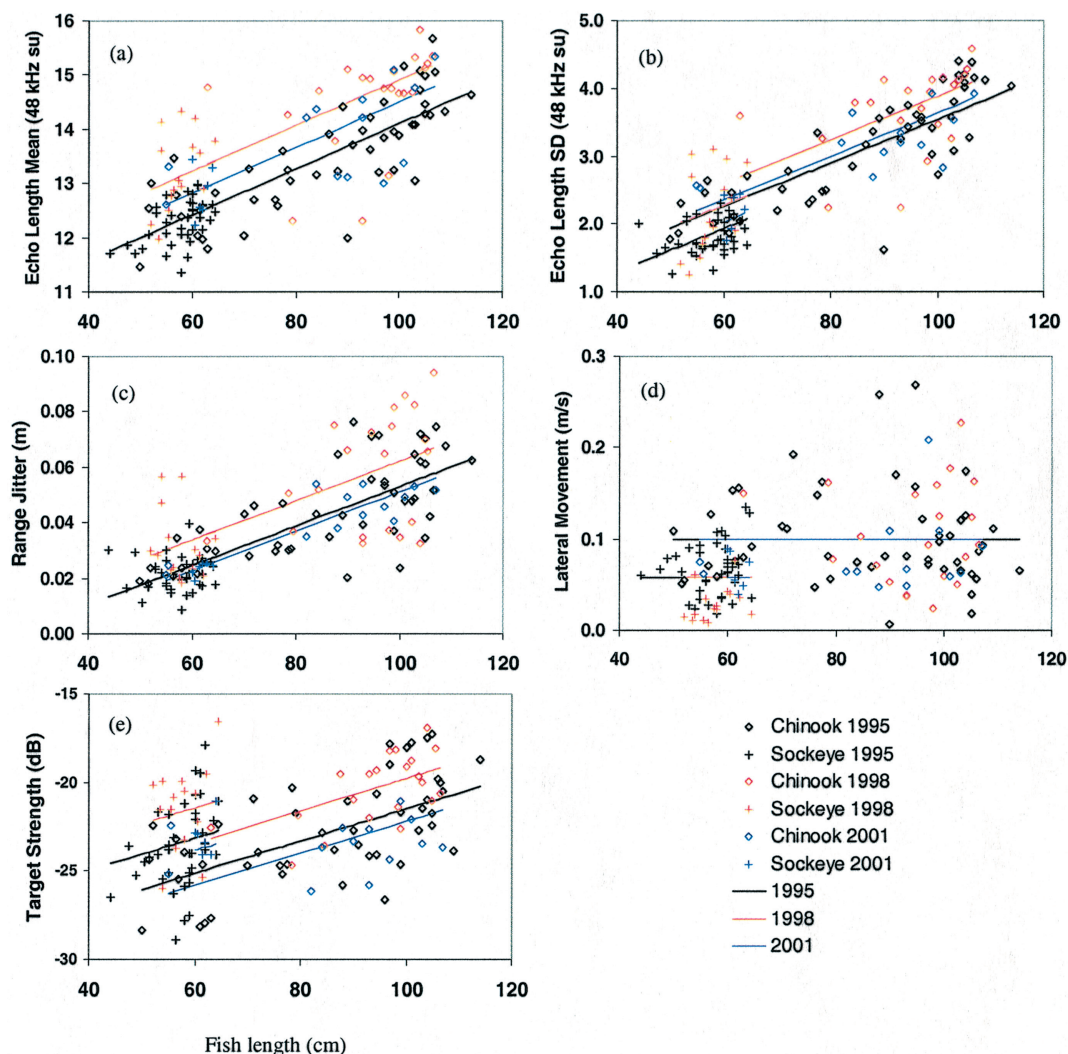 (a)
Echo Length Mean (48 kHz su)
16
15
14
13
12
11
40 60 80 100 120
(b)
Echo Length SD (48 kHz su)
5.0
4.0
3.0
2.0
1.0
40 60 80 100 120
(c)
Range Jitter (m)
0.10
0.08
0.06
0.04
0.02
0.00
40 60 80 100 120
(d)
Lateral Movement (m/s)
0.3
0.2
0.1
0.0
40 60 80 100 120
(e)
Target Strength (dB)
-15
-20
-25
-30
40 60 80 100 120
Chinook 1995
Sockeye 1995
Chinook 1998
Sockeye 1998
Chinook 2001
Sockeye 2001
1995
1998
2001
Fish length (cm)